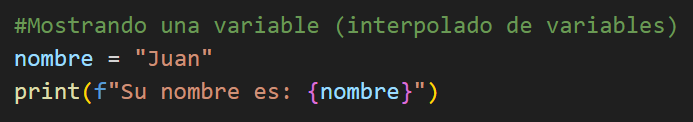 #Mostrando una variable (interpolado de variables)
nombre = "Juan"
print(f"Su nombre es: {nombre}")